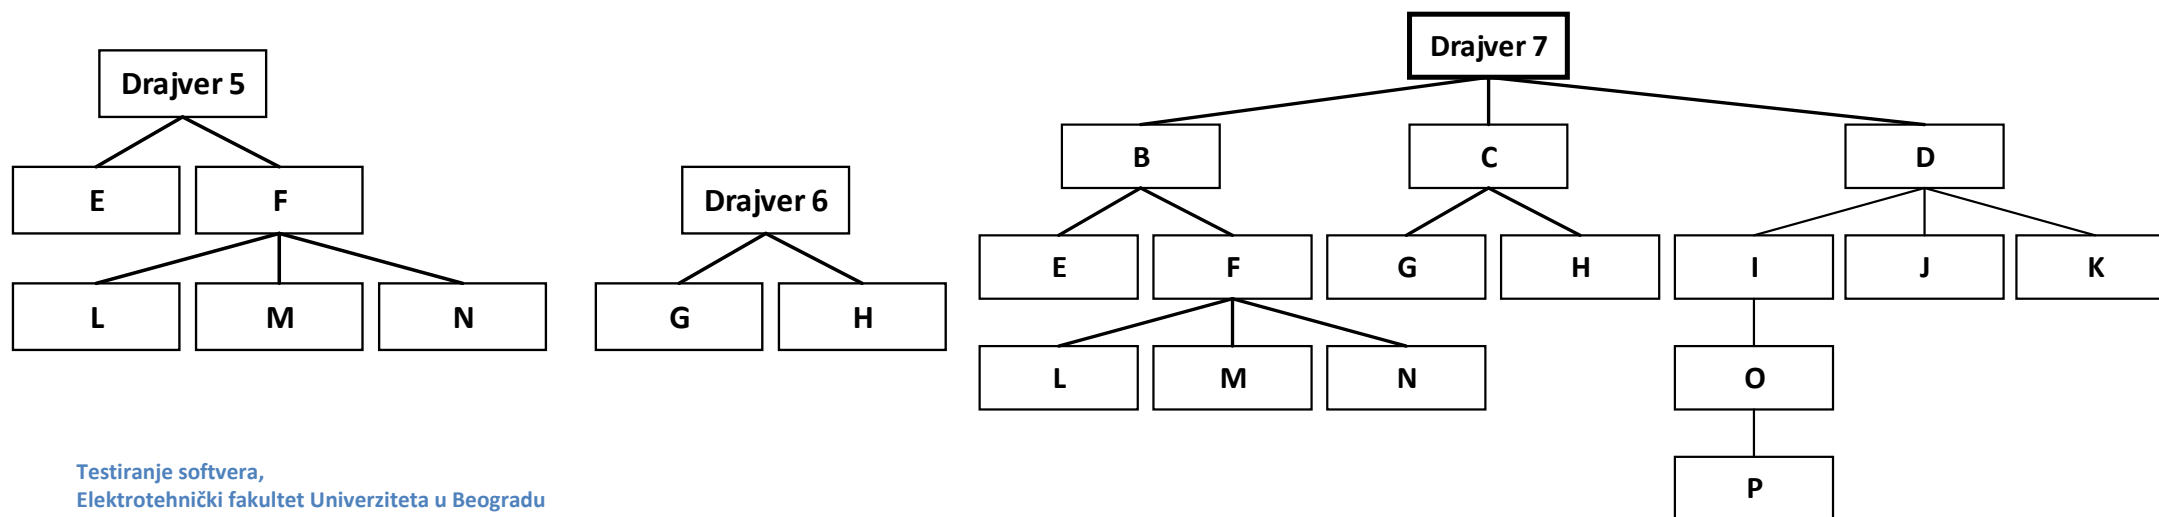 Drajver 5
E
F
L
M
N
Drajver 6
G
H
Drajver 7
B
C
D
E
F
G
H
I
J
K
L
M
N
O
P
Testiranje softvera,
Elektrotehnički fakultet Univerziteta u Beogradu